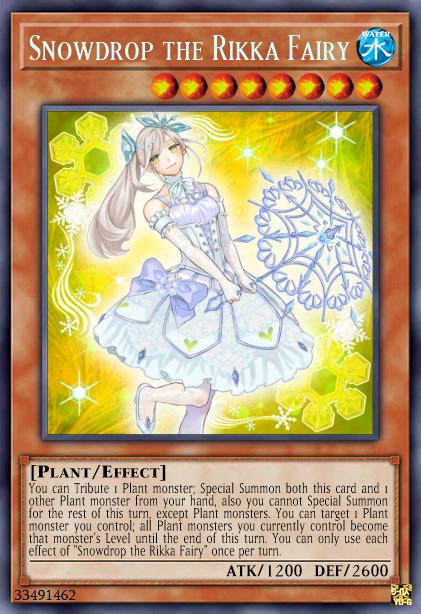 SNOWDROP THE RIKKA FAIRY
WATER
水
[PLANT/EFFECT]
You can Tribute 1 Plant monster; Special Summon both this card and 1
other Plant monster from your hand, also you cannot Special Summon
for the rest of this turn, except Plant monsters. You can target 1 Plant
monster you control; all Plant monsters you currently control become
that monster's Level until the end of this turn. You can only use each
effect of "Snowdrop the Rikka Fairy" once per turn.
ATK/1200 DEF/2600
33491462